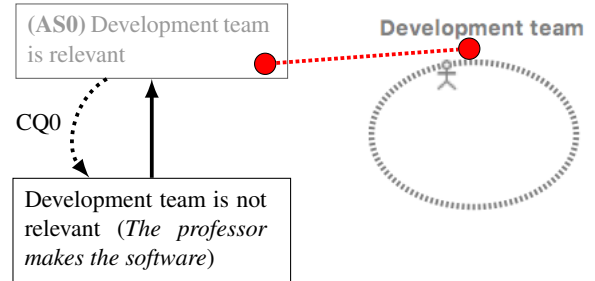 (AS0) Development team
is relevant
Development team
CQ0
Development team is not
relevant (The professor
makes the software)